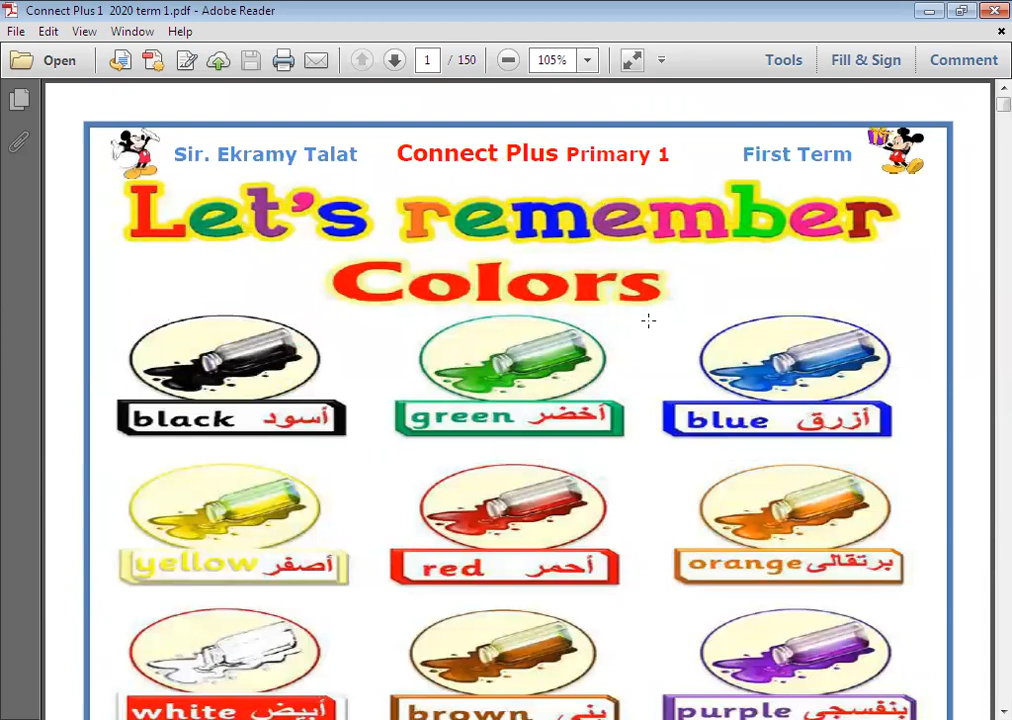 Connect Plus 1 2020 term 1.pdf - Adobe Reader
File Edit View Window Help
Open 1 / 150 105% Tools Fill & Sign Comment
Sir. Ekramy Talat Connect Plus Primary 1 First Term
Let's remember
Colors
black أسود green أخضر blue أزرق
yellow أصفر red أحمر orange برتقالى
white أبيض brown بني purple بنفسجي